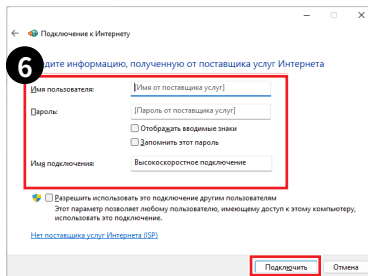 Подключение к Интернету
6
дите информацию, полученную от поставщика услуг Интернета
Имя пользователя:
[Имя от поставщика услуг]
Пароль:
[Пароль от поставщика услуг]
Отображать вводимые знаки
Запомнить этот пароль
Имя подключения:
Высокоскоростное подключение
Разрешить использовать это подключение другим пользователям
Этот параметр позволяет любому пользователю, имеющему доступ к этому компьютеру,
использовать это подключение.
Нет поставщика услуг Интернета (ISP)
Подключить
Отмена